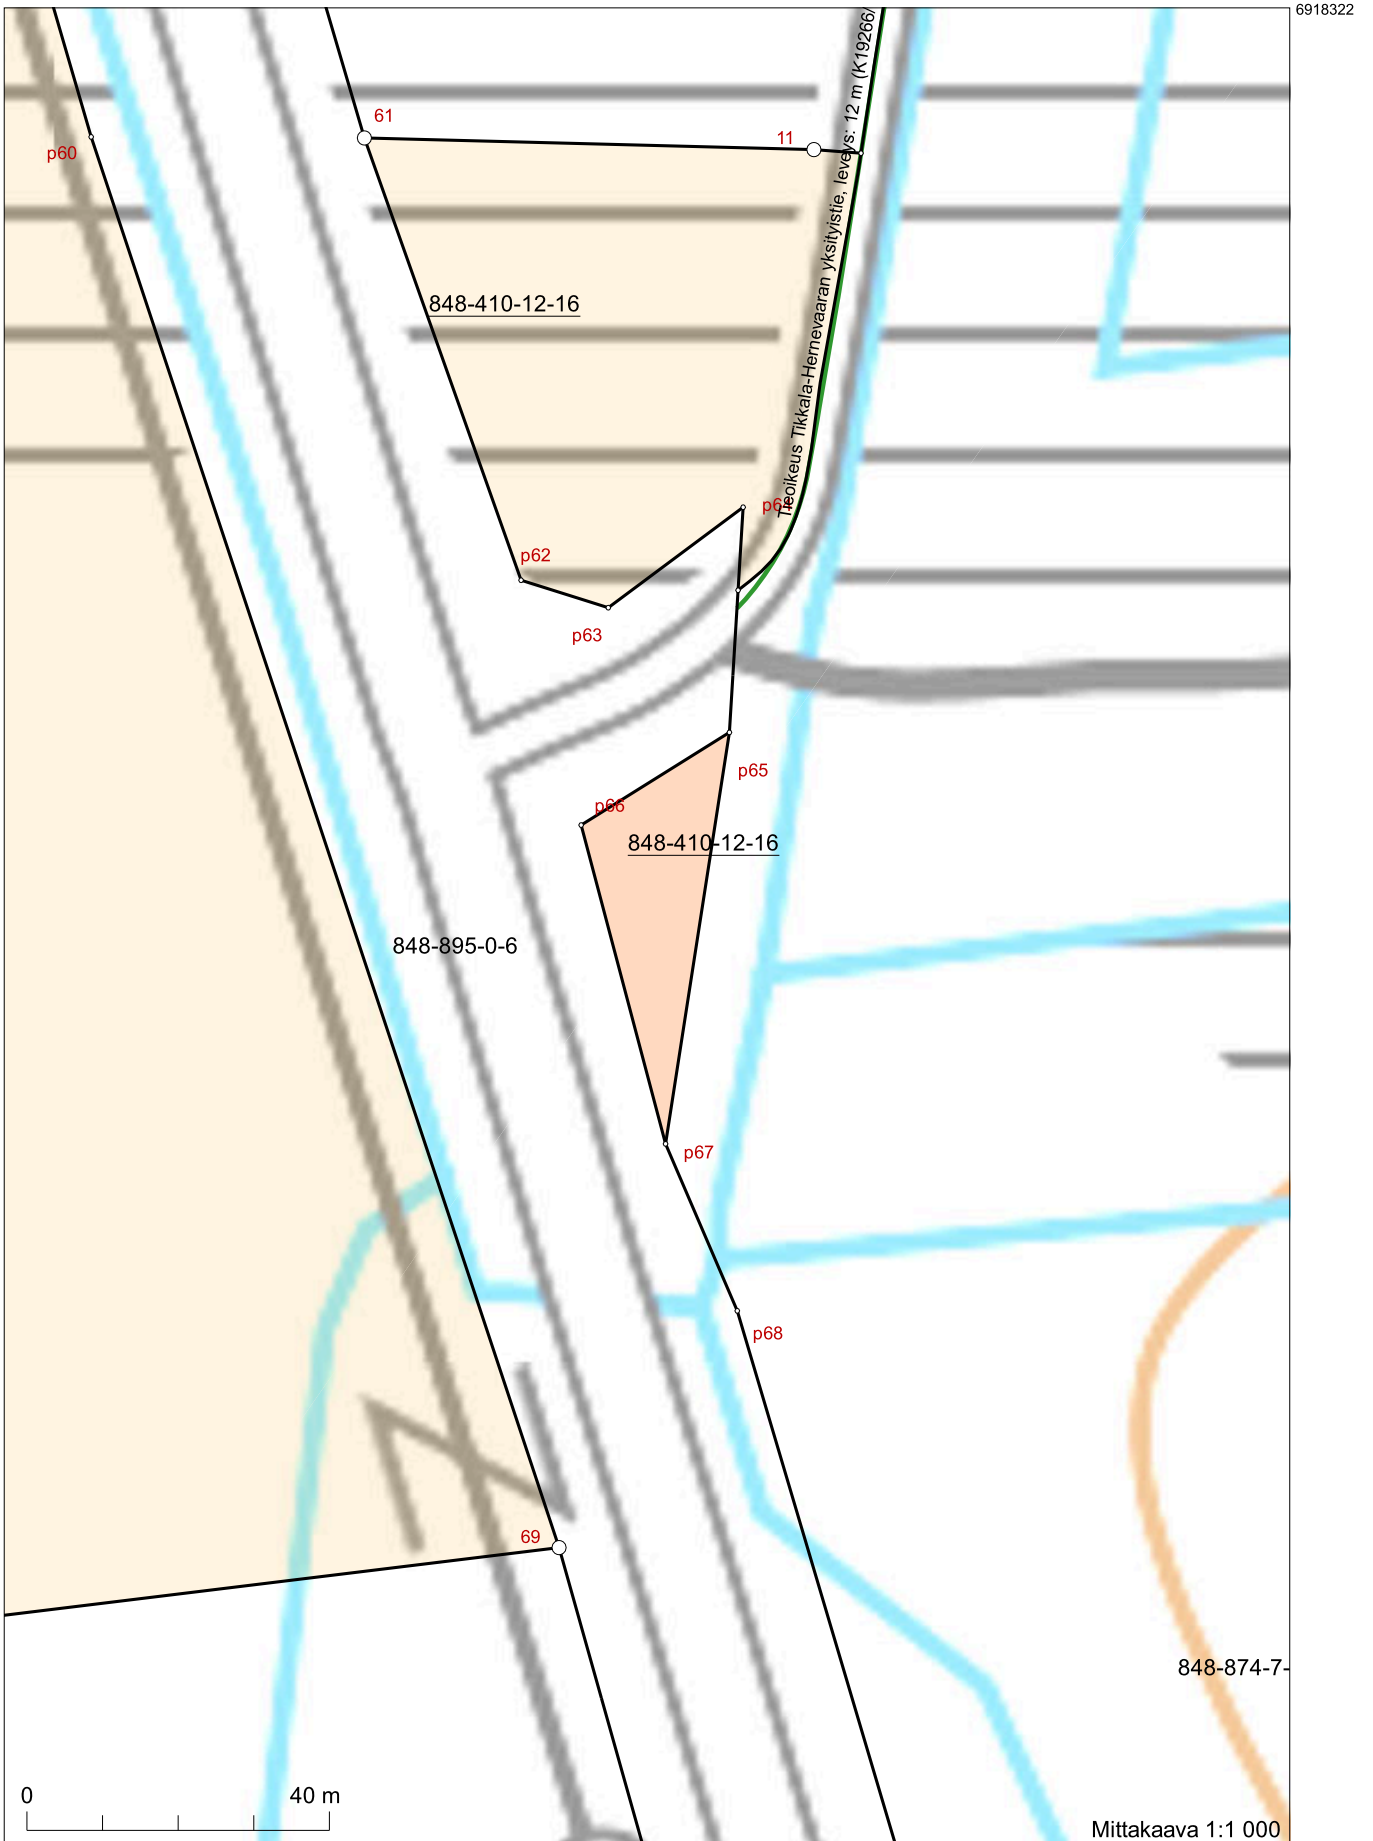 6918322
61
11
p60
Tieoikeus Tikkala-Hernevaaran yksityistie, leveys: 12 m (K19266/
848-410-12-16
p62
p63
p65
p66
848-410-12-16
848-895-0-6
p67
p68
69
848-874-7-
0
40 m
Mittakaava 1:1 000